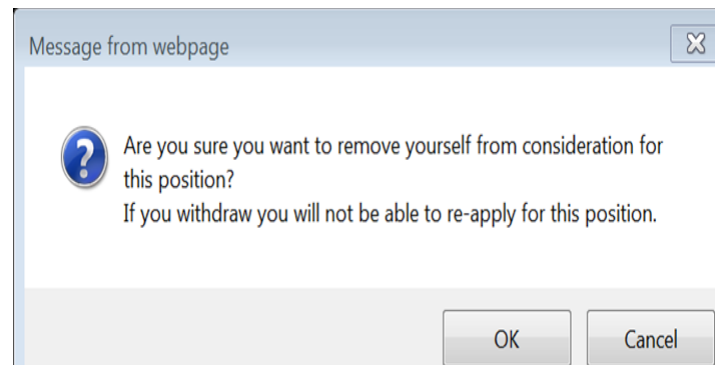 Message from webpage
Are you sure you want to remove yourself from consideration for
this position?
If you withdraw you will not be able to re-apply for this position.
OK
Cancel